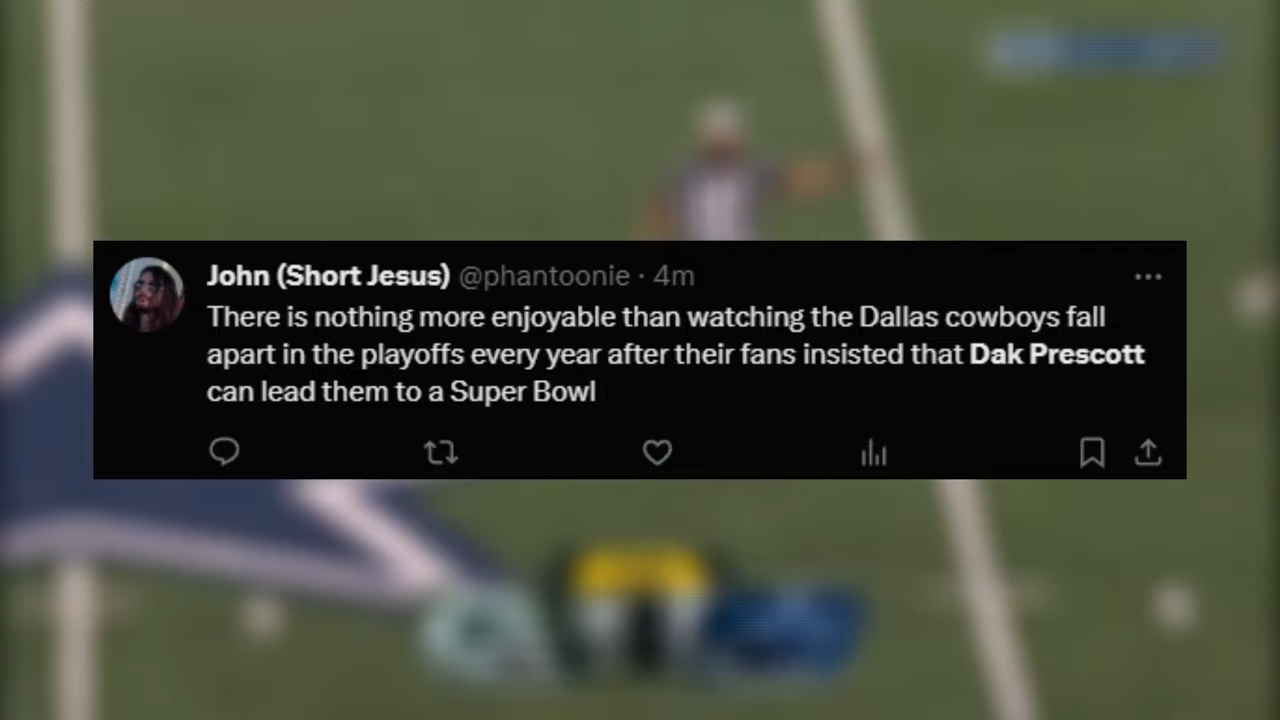 John (Short Jesus) @phantoonie · 4m
There is nothing more enjoyable than watching the Dallas cowboys fall
apart in the playoffs every year after their fans insisted that Dak Prescott
can lead them to a Super Bowl